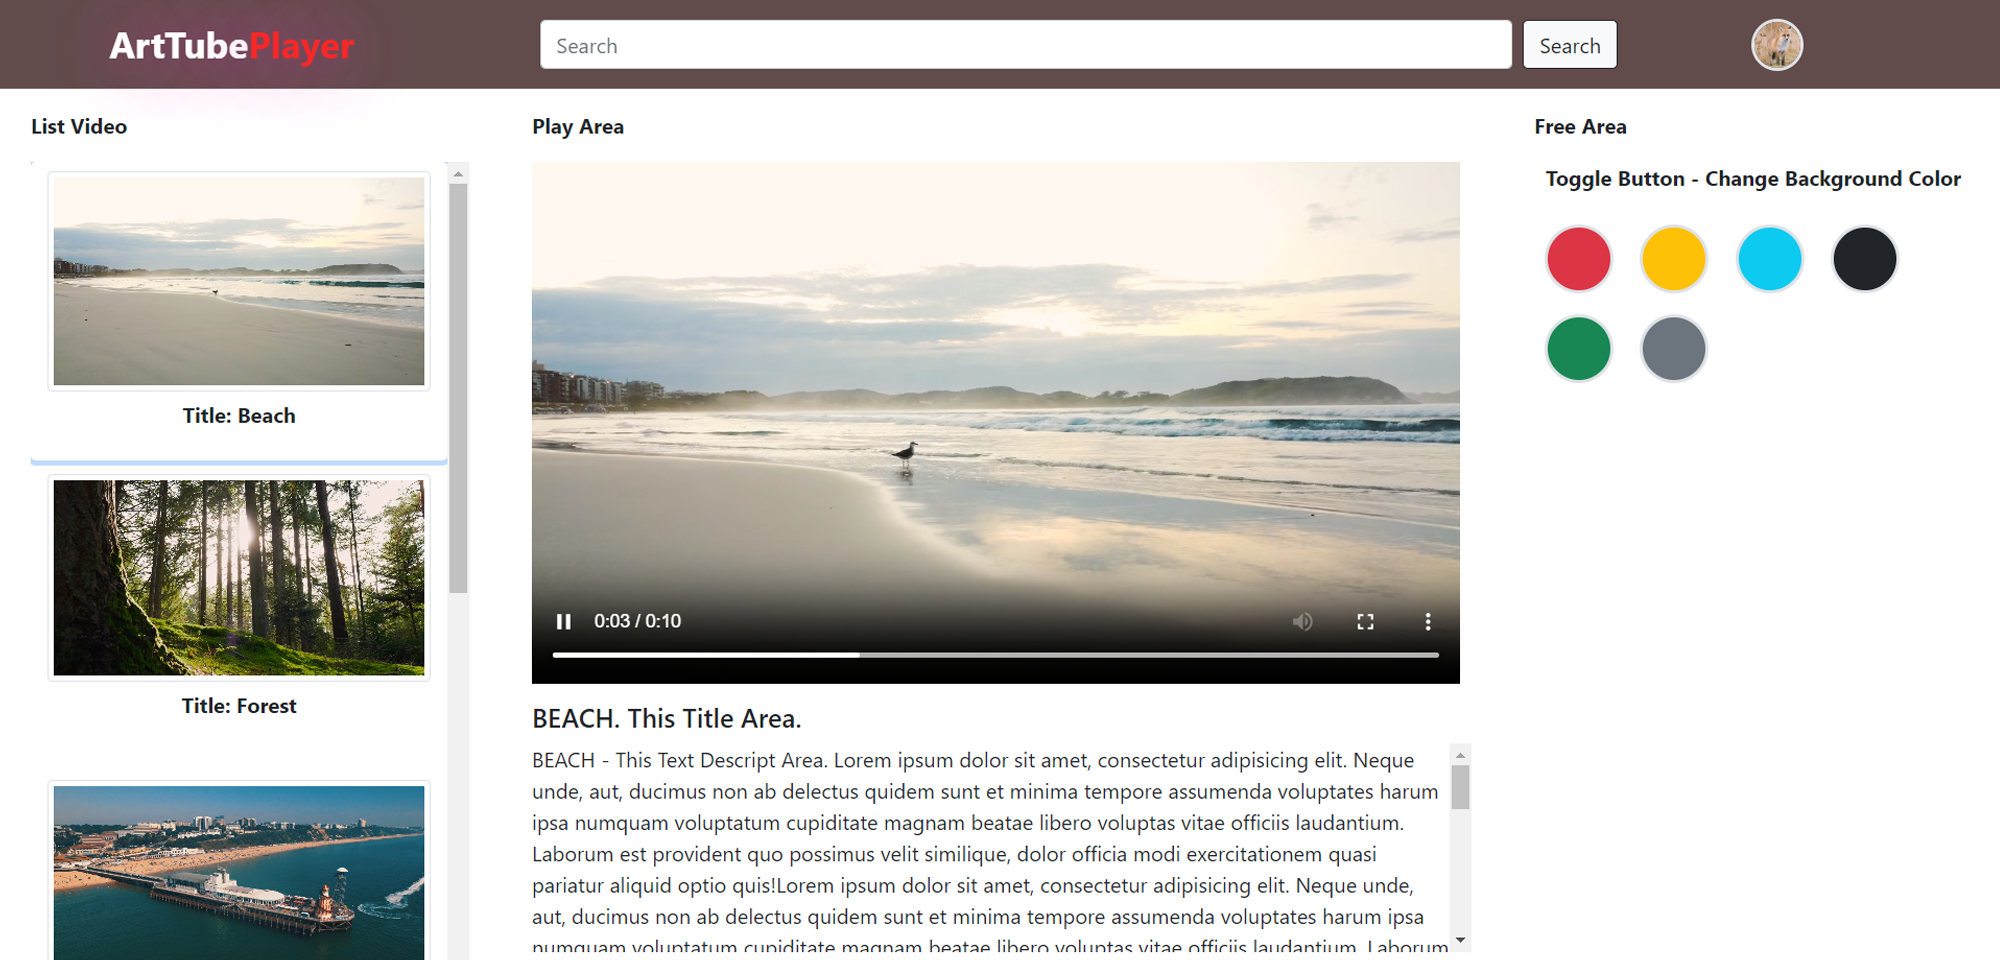 ArtTubePlayer
Search
Search
List Video
Title: Beach
Title: Forest
Play Area
0:03 / 0:10
BEACH. This Title Area.
BEACH - This Text Descript Area. Lorem ipsum dolor sit amet, consectetur adipisicing elit. Neque
unde, aut, ducimus non ab delectus quidem sunt et minima tempore assumenda voluptates harum
ipsa numquam voluptatum cupiditate magnam beatae libero voluptas vitae officiis laudantium.
Laborum est provident quo possimus velit similique, dolor officia modi exercitationem quasi
pariatur aliquid optio quis!Lorem ipsum dolor sit amet, consectetur adipisicing elit. Neque unde,
aut, ducimus non ab delectus quidem sunt et minima tempore assumenda voluptates harum ipsa
numquam voluptatum cupiditate magnam beatae libero voluptas vitae officiis laudantium. Laborum
Free Area
Toggle Button - Change Background Color